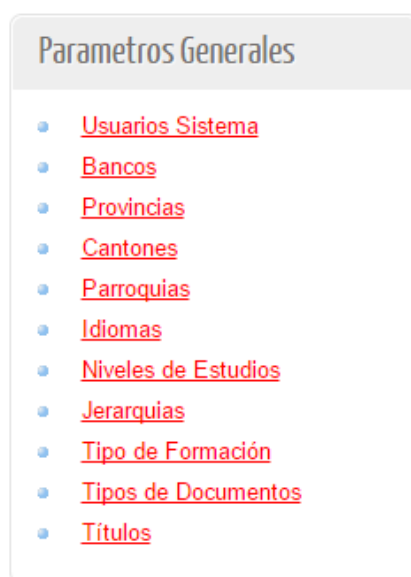 Parametros Generales
Usuarios Sistema
Bancos
Provincias
Cantones
Parroquias
Idiomas
Niveles de Estudios
Jerarquias
Tipo de Formación
Tipos de Documentos
Títulos